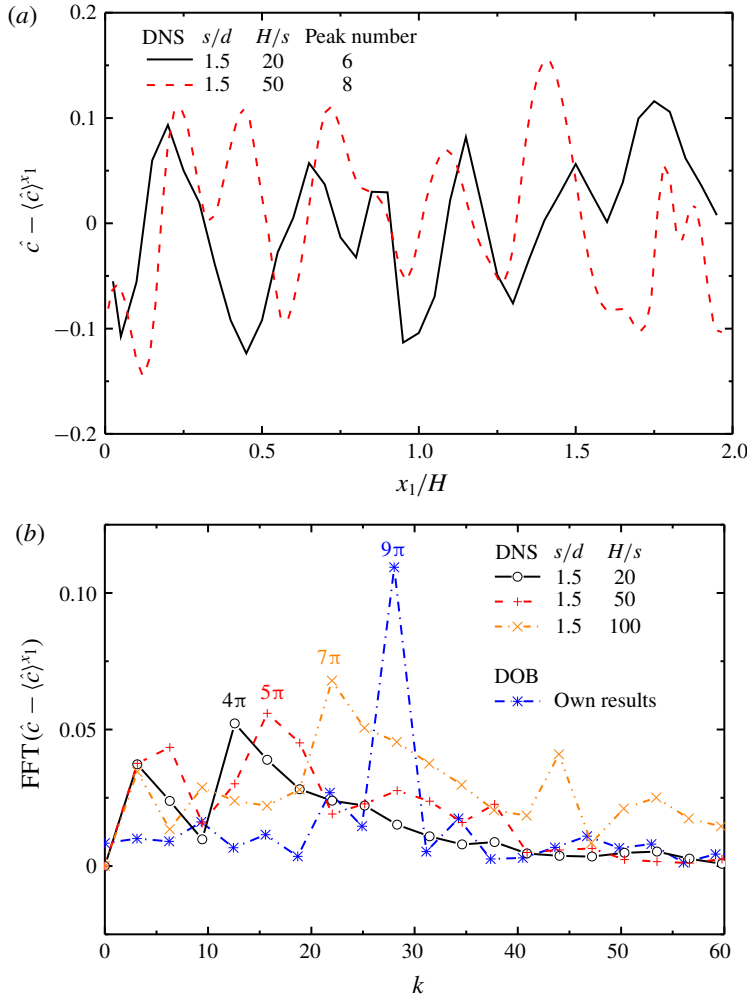 (a)
0.2
0.1
0
−0.1
−0.2
ĉ − ⟨ĉ⟩^x₁
DNS s/d H/s Peak number
1.5 20 6
1.5 50 8
0 0.5 1.0 1.5 2.0
x₁/H
(b)
0.10
0.05
0
FFT(ĉ − ⟨ĉ⟩^x₁)
9π
7π
5π
4π
DNS s/d H/s
1.5 20
1.5 50
1.5 100
DOB
Own results
0 10 20 30 40 50 60
k